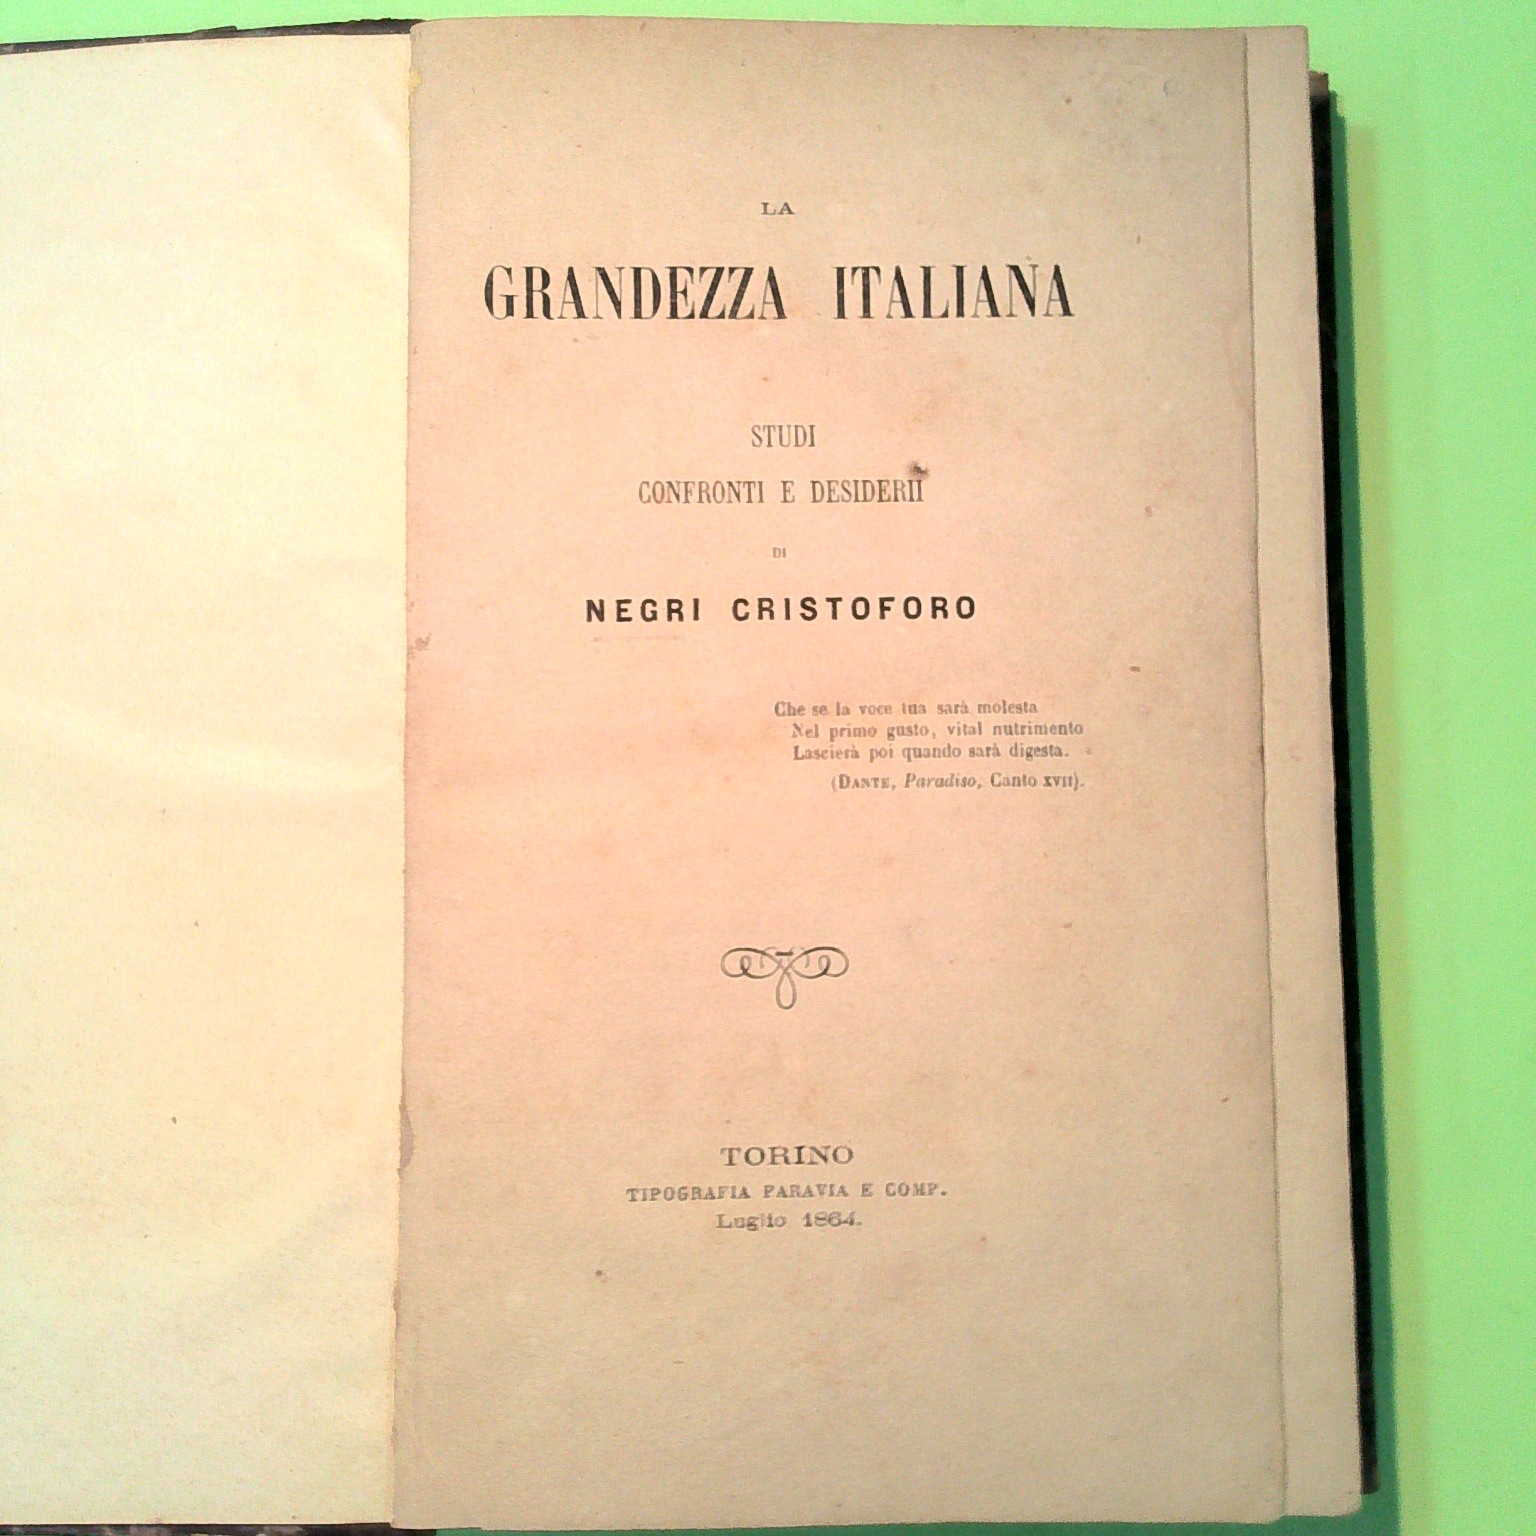 LA
GRANDEZZA ITALIANA
STUDI
CONFRONTI E DESIDERII
DI
NEGRI CRISTOFORO
Che se la voce tua sarà molesta
Nel primo gusto, vital nutrimento
Lascierà poi quando sarà digesta.
(DANTE, Paradiso, Canto XVII).
TORINO
TIPOGRAFIA PARAVIA E COMP.
Luglio 1864.